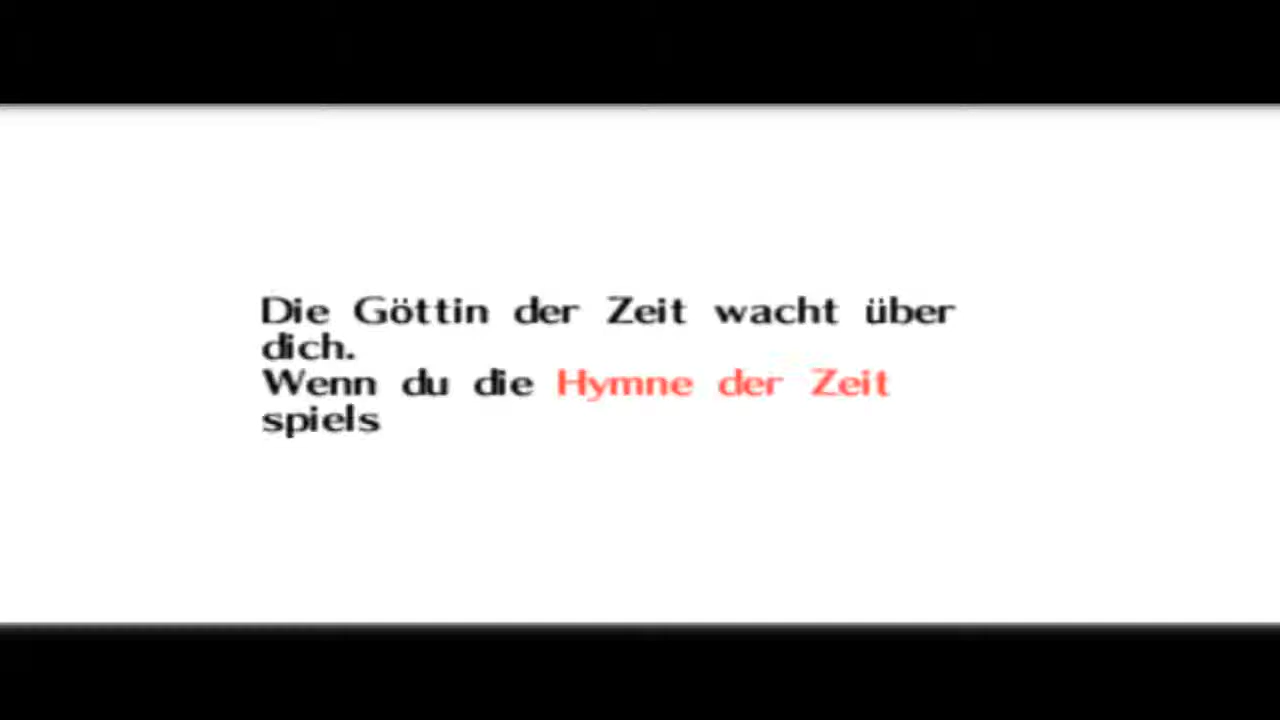 Die Göttin der Zeit wacht über
dich.
Wenn du die Hymne der Zeit
spiels